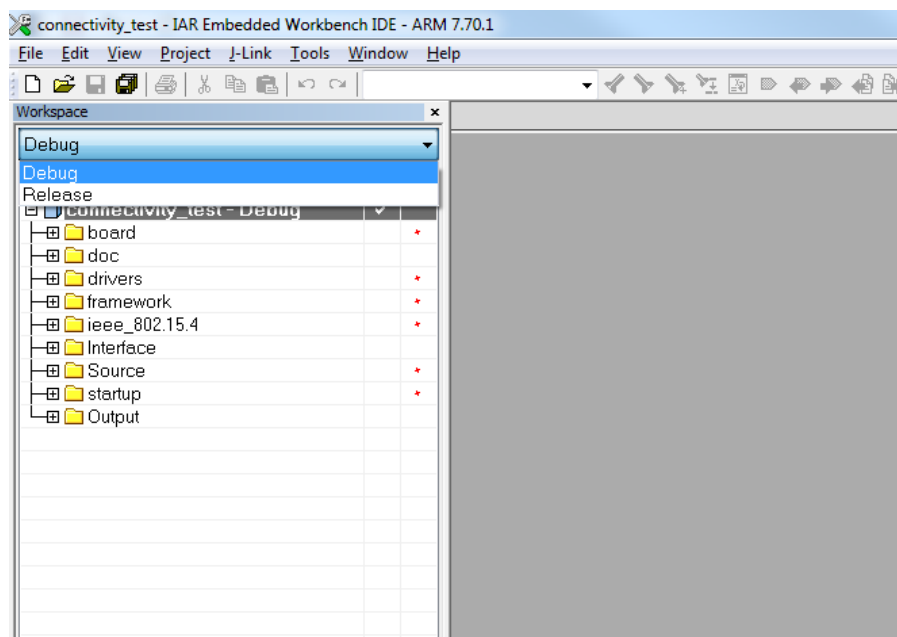 connectivity_test - IAR Embedded Workbench IDE - ARM 7.70.1
File Edit View Project J-Link Tools Window Help
Workspace
Debug
Debug
Release
connectivity_test - Debug
board
doc
drivers
framework
ieee_802.15.4
Interface
Source
startup
Output